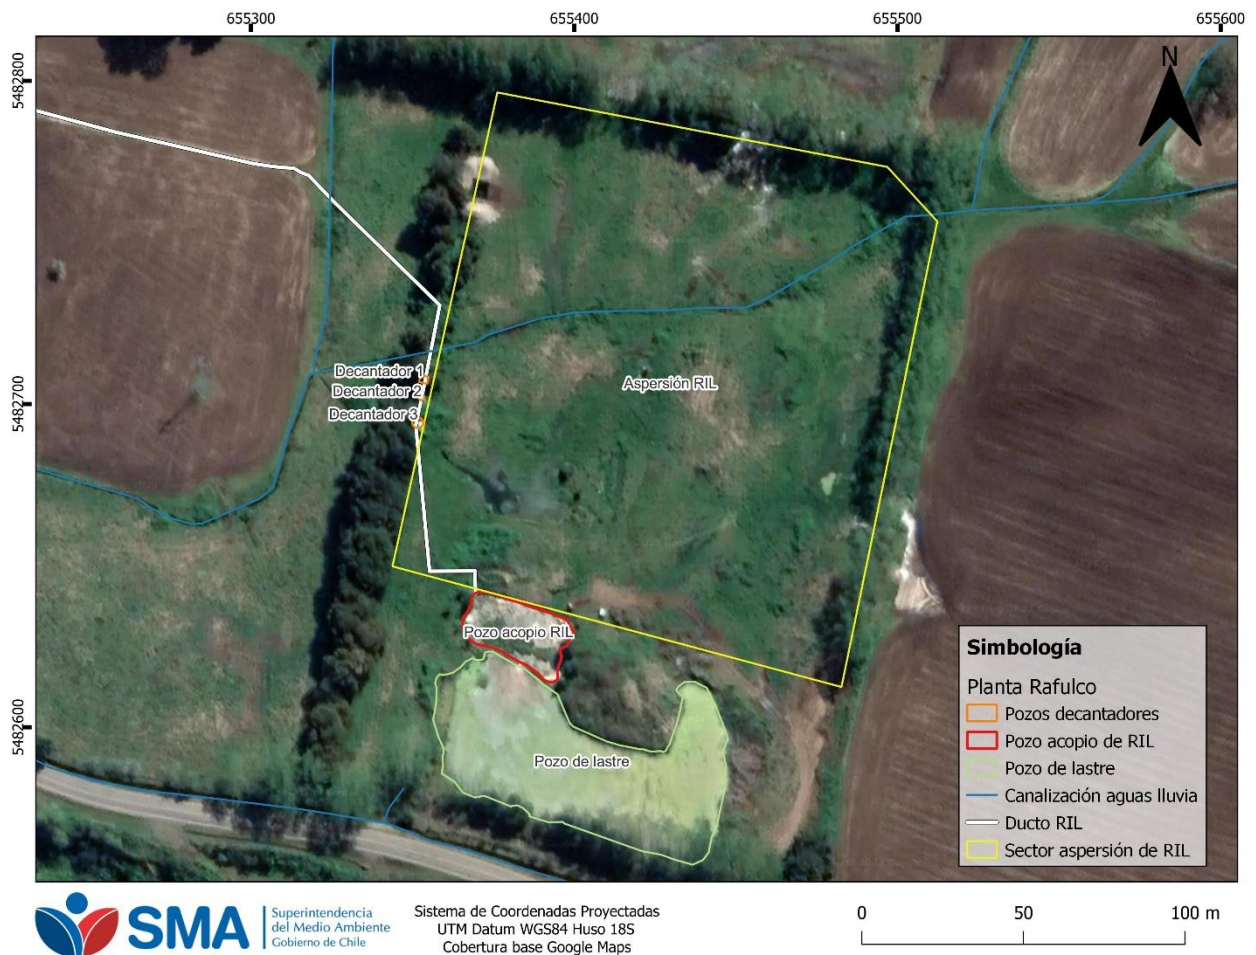 655300
655400
655500
655600
5482800
5482700
5482600
N
Decantador 1
Decantador 2
Decantador 3
Aspersión RIL
Pozo acopio RIL
Pozo de lastre
Simbología
Planta Rafulco
Pozos decantadores
Pozo acopio de RIL
Pozo de lastre
Canalización aguas lluvia
Ducto RIL
Sector aspersión de RIL
SMA
Superintendencia
del Medio Ambiente
Gobierno de Chile
Sistema de Coordenadas Proyectadas
UTM Datum WGS84 Huso 18S
Cobertura base Google Maps
0
50
100 m